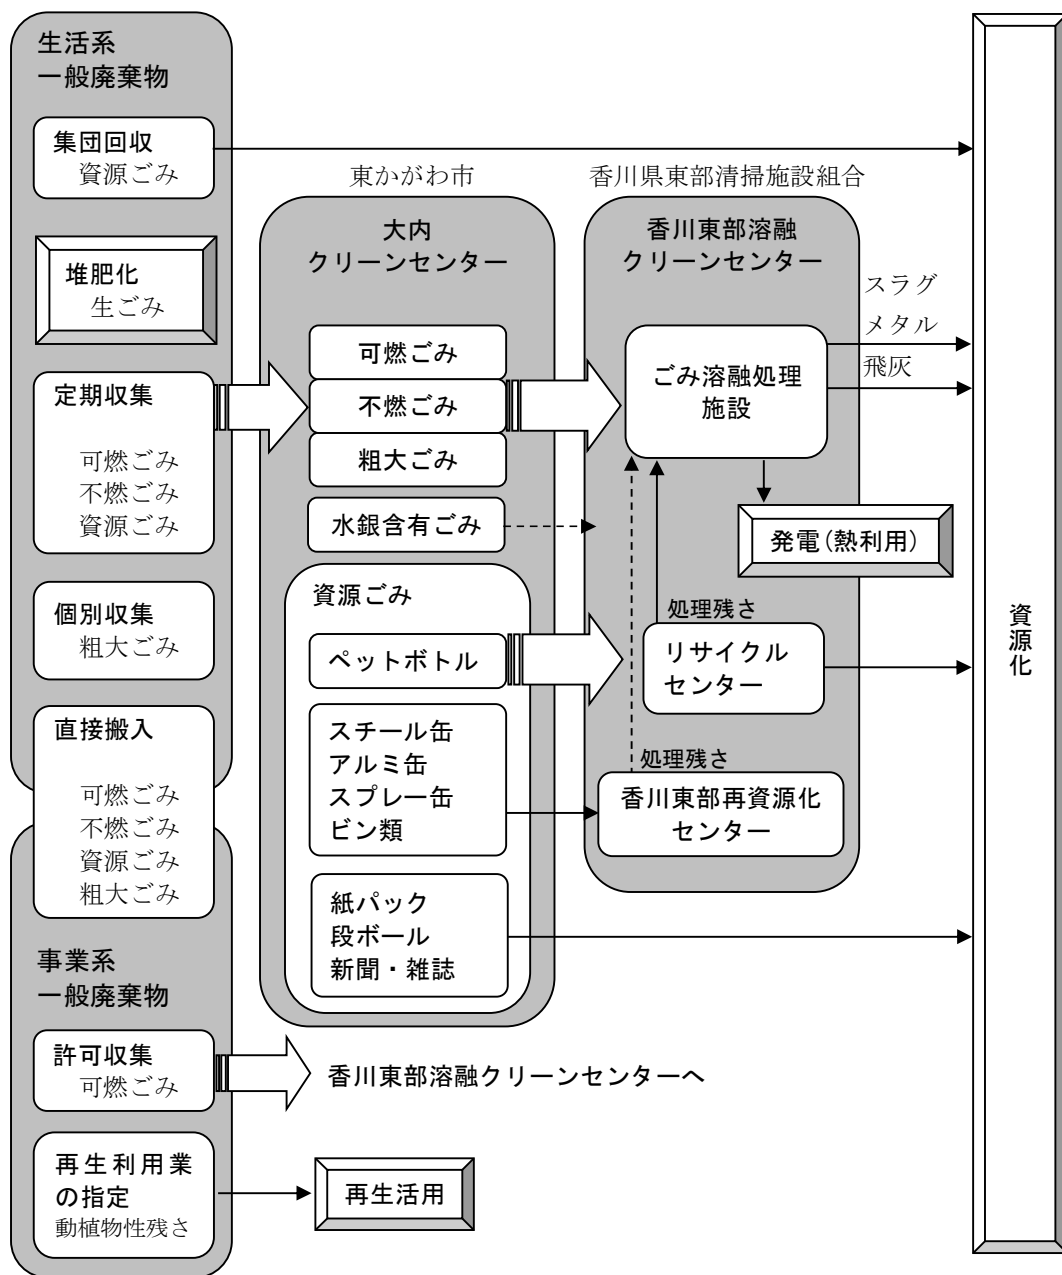 生活系
一般廃棄物
集団回収
資源ごみ
堆肥化
生ごみ
定期収集
可燃ごみ
不燃ごみ
資源ごみ
個別収集
粗大ごみ
直接搬入
可燃ごみ
不燃ごみ
資源ごみ
粗大ごみ
事業系
一般廃棄物
許可収集
可燃ごみ
再生利用業
の指定
動植物性残さ
東かがわ市
大内
クリーンセンター
可燃ごみ
不燃ごみ
粗大ごみ
水銀含有ごみ
資源ごみ
ペットボトル
スチール缶
アルミ缶
スプレー缶
ビン類
紙パック
段ボール
新聞・雑誌
香川東部溶融クリーンセンターへ
再生活用
香川県東部清掃施設組合
香川東部溶融
クリーンセンター
ごみ溶融処理
施設
発電(熱利用)
処理残さ
リサイクル
センター
処理残さ
香川東部再資源化
センター
スラグ
メタル
飛灰
資源化